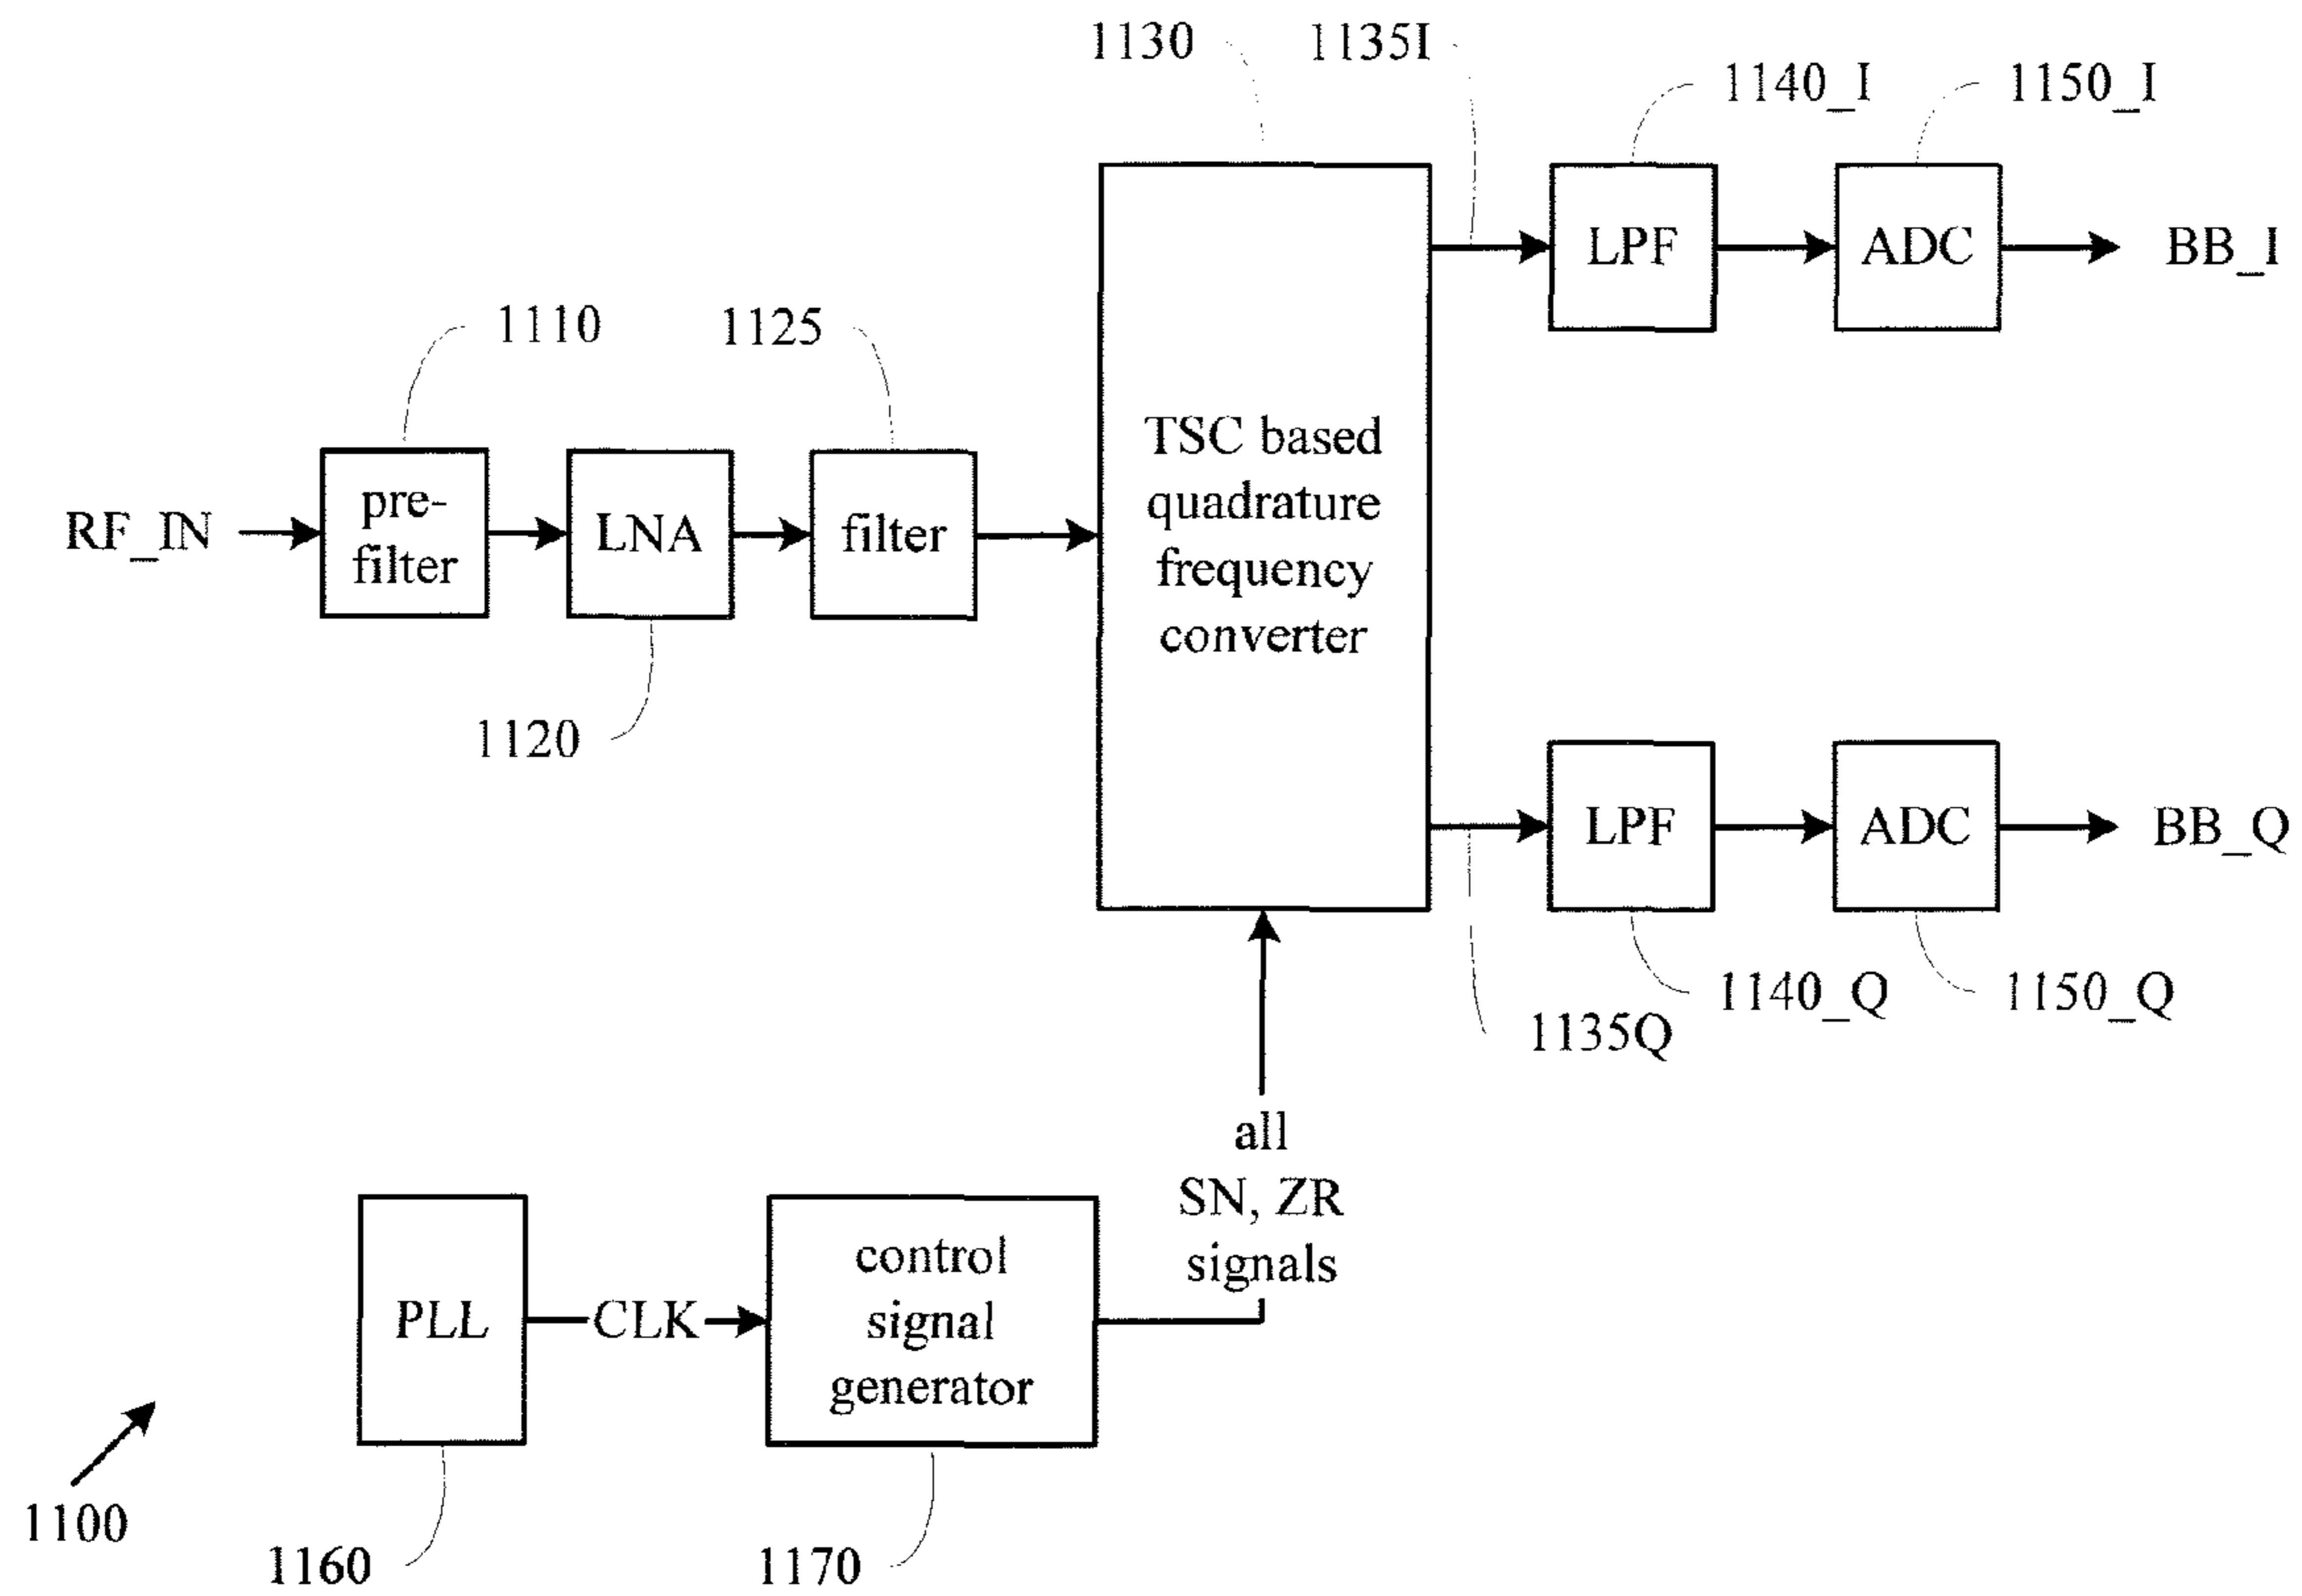 1130
1135I
1140_I
1150_I
LPF
ADC
BB_I
1110
1125
RF_IN
pre-
filter
LNA
filter
TSC based
quadrature
frequency
converter
1120
LPF
ADC
BB_Q
1140_Q
1150_Q
1135Q
all
SN, ZR
signals
PLL
CLK
control
signal
generator
1100
1160
1170